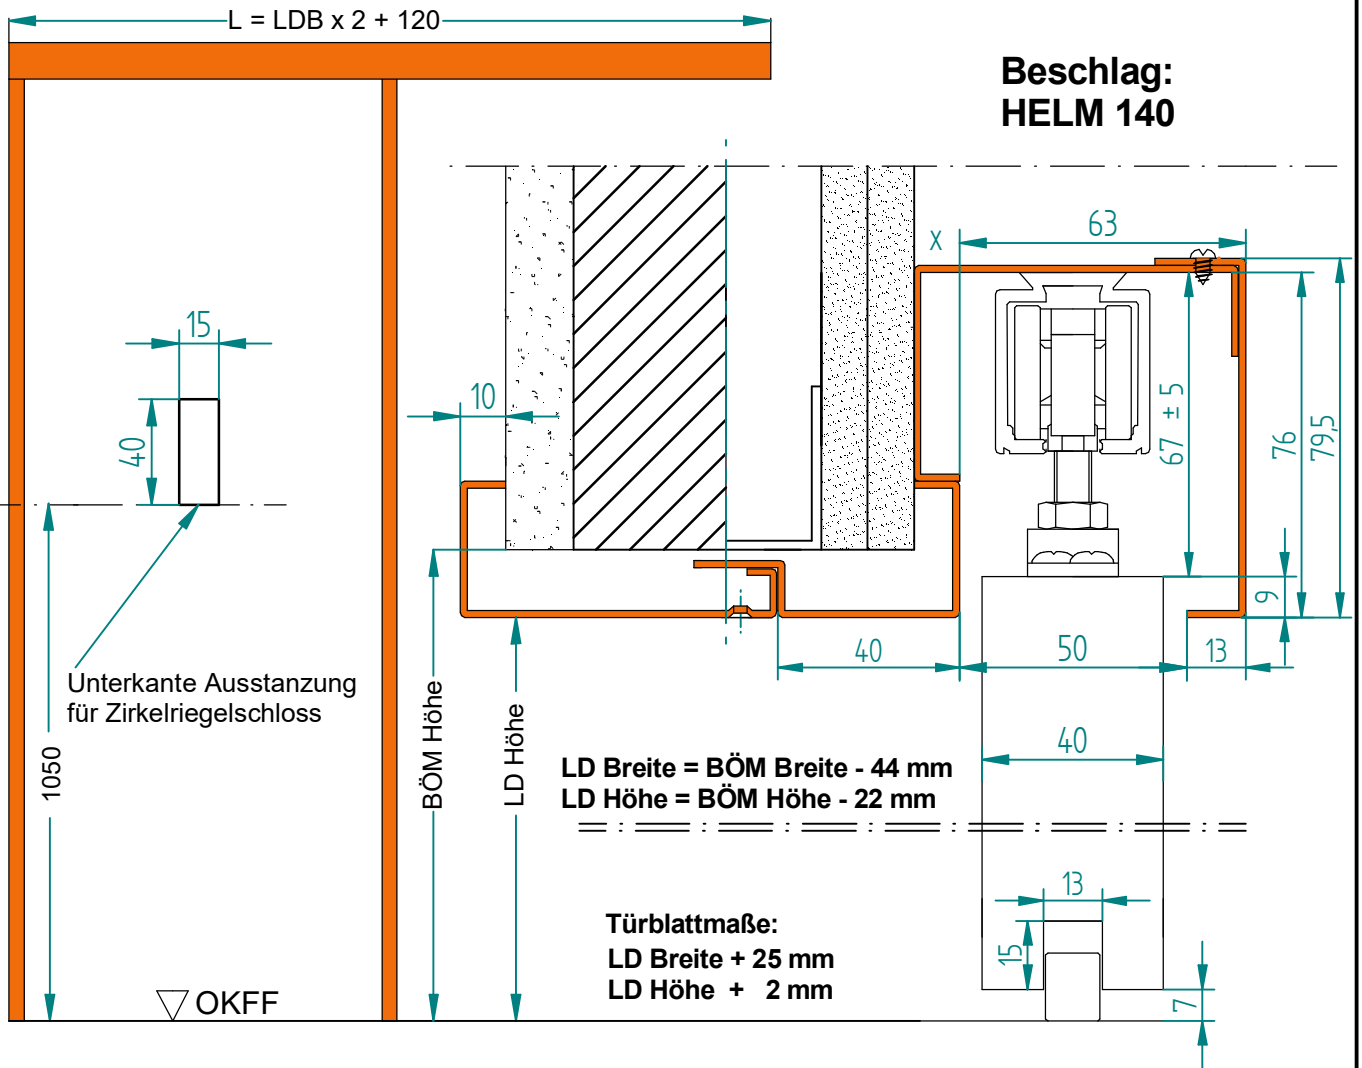 L = LDB x 2 + 120
Beschlag:
HELM 140
x
63
15
10
40
67 ± 5
76
79,5
9
40
50
13
Unterkante Ausstanzung
für Zirkelriegelschloss
1050
BÖM Höhe
LD Höhe
40
LD Breite = BÖM Breite - 44 mm
LD Höhe = BÖM Höhe - 22 mm
13
15
Türblattmaße:
LD Breite + 25 mm
LD Höhe + 2 mm
7
OKFF